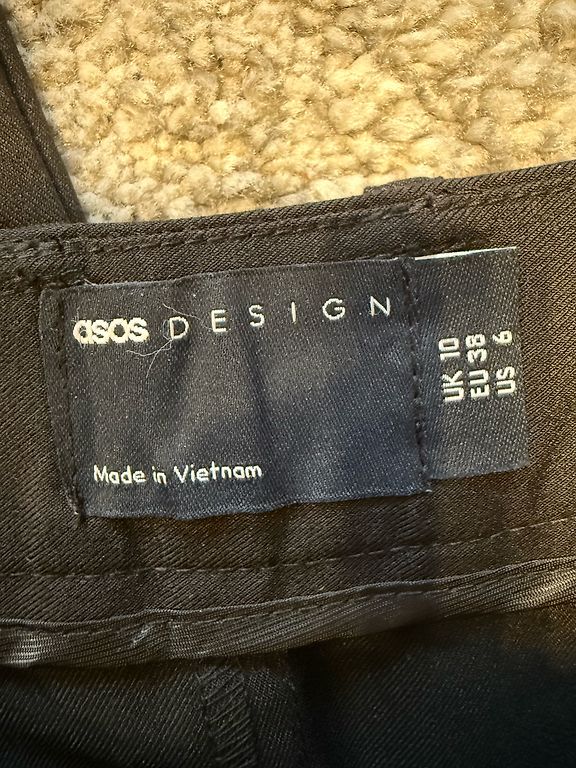 asos DESIGN
Made in Vietnam
UK 10
EU 38
US 6